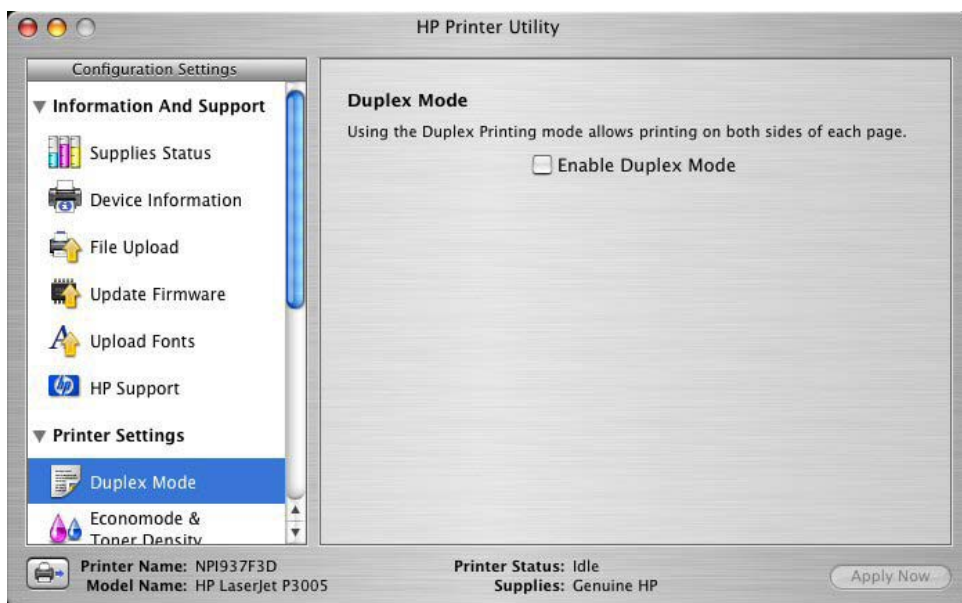 HP Printer Utility
Configuration Settings
Information And Support
Supplies Status
Device Information
File Upload
Update Firmware
Upload Fonts
HP Support
Printer Settings
Duplex Mode
Economode &
Toner Density
Duplex Mode
Using the Duplex Printing mode allows printing on both sides of each page.
Enable Duplex Mode
Printer Name: NPI937F3D
Model Name: HP LaserJet P3005
Printer Status: Idle
Supplies: Genuine HP
Apply Now